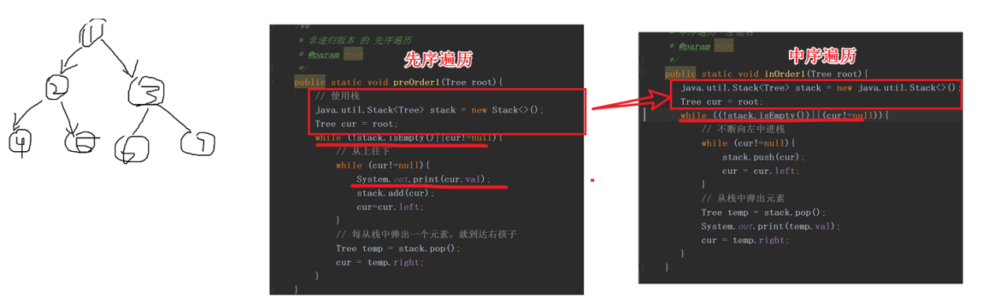 1
2
3
4
5
6
7
/**
* 非递归版本 的 先序遍历
* @param root
*/
先序遍历
public static void preOrder1(Tree root){
// 使用栈
java.util.Stack<Tree> stack = new Stack<>();
Tree cur = root;
while (!stack.isEmpty()||cur!=null){
// 从上往下
while (cur!=null){
System.out.print(cur.val);
stack.add(cur);
cur=cur.left;
}
// 每从栈中弹出一个元素，就到达右孩子
Tree temp = stack.pop();
cur = temp.right;
}
}
* 中序遍历 左根右
* @param root
*/
中序遍历
public static void inOrder1(Tree root){
java.util.Stack<Tree> stack = new java.util.Stack<>();
Tree cur = root;
while ((!stack.isEmpty())||(cur!=null)){
// 不断向左中进栈
while (cur!=null){
stack.push(cur);
cur = cur.left;
}
// 从栈中弹出元素
Tree temp = stack.pop();
System.out.print(temp.val);
cur = temp.right;
}
}